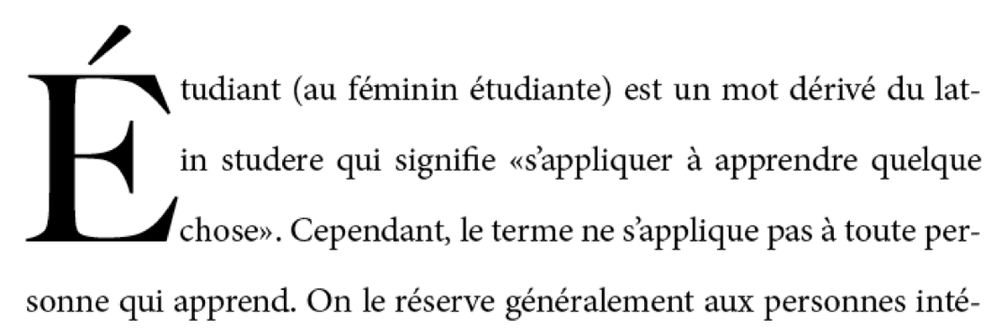 Étudiant (au féminin étudiante) est un mot dérivé du lat-
in studere qui signifie «s’appliquer à apprendre quelque
chose». Cependant, le terme ne s’applique pas à toute per-
sonne qui apprend. On le réserve généralement aux personnes inté-